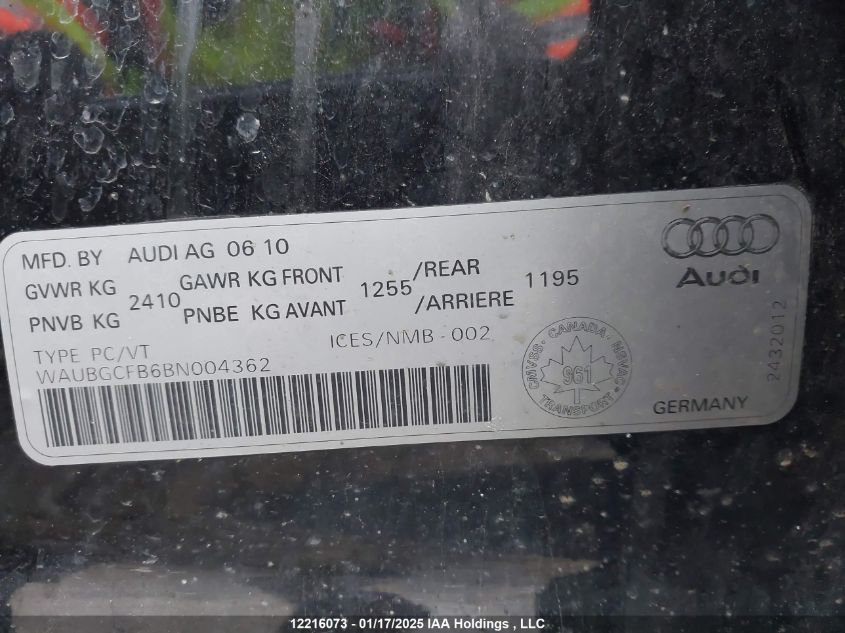 MFD. BY AUDI AG 06 10
GVWR KG 2410 GAWR KG FRONT 1255 /REAR 1195
PNVB KG PNBE KG AVANT /ARRIERE
TYPE PC/VT ICES/NMB-002
WAUBGCFB6BN004362
Audi
CMVSS. CANADA. NSVAC
961
TRANSPORT
GERMANY
2432012
12216073 - 01/17/2025 IAA Holdings , LLC